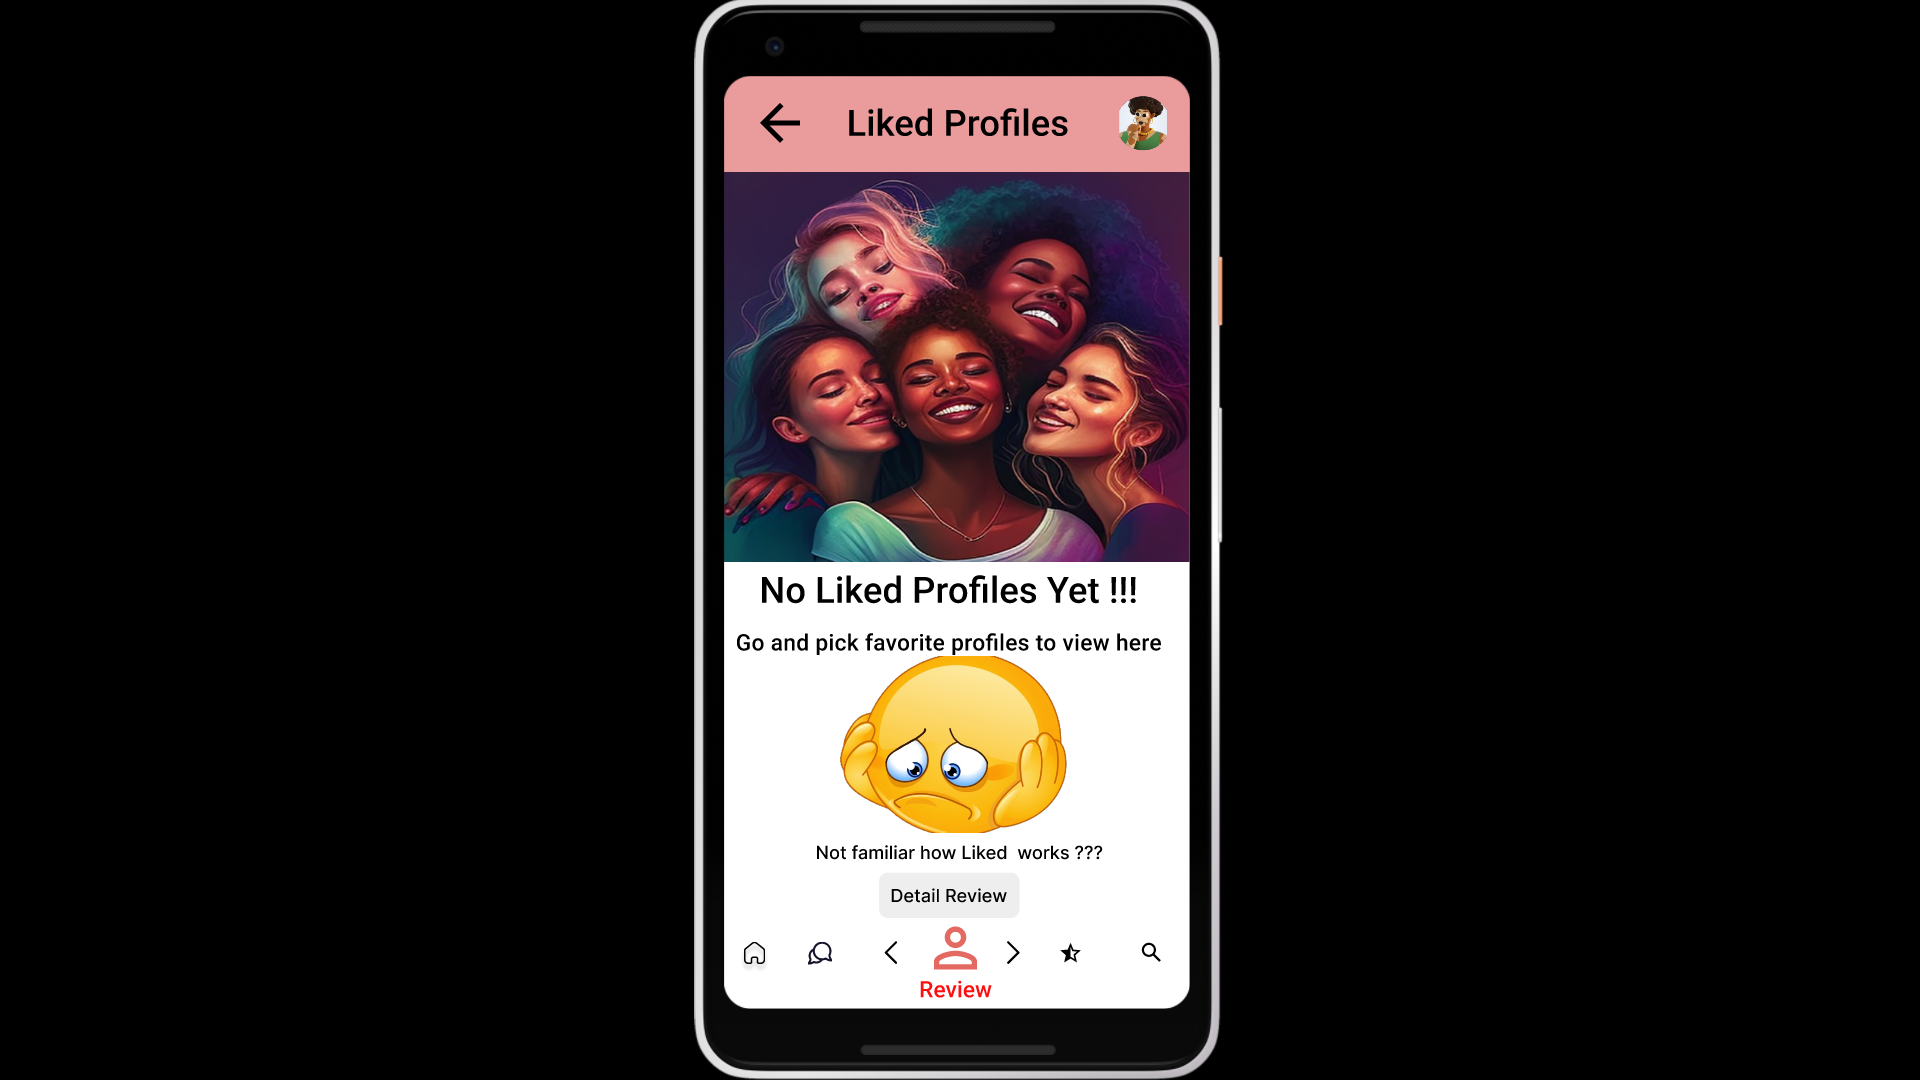 Liked Profiles
No Liked Profiles Yet !!!
Go and pick favorite profiles to view here
Not familiar how Liked  works ???
Detail Review
Review